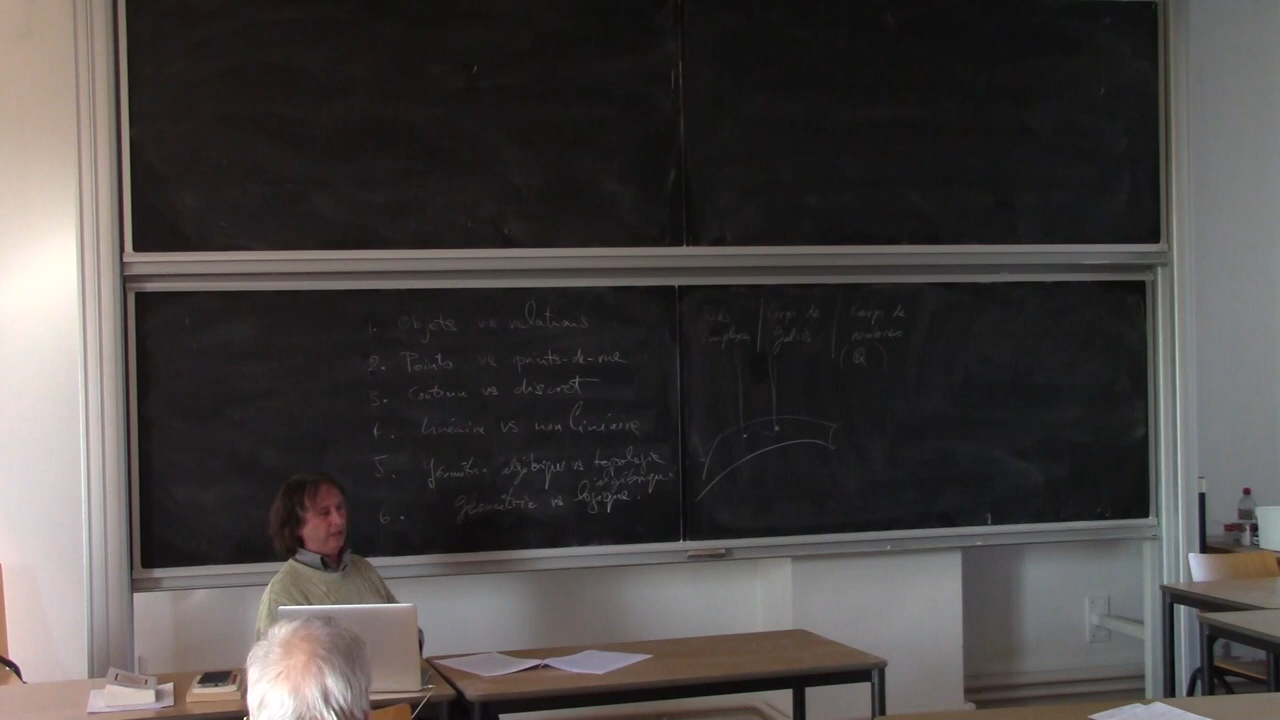 1. Objets vs relations
2. Points vs points-de-vue
3. Continu vs discret
4. linéaire vs non linéaire
5. géométrie algébrique vs topologie
algébrique
6. géométrie vs logique.
complexes | Corps de | Corps de
nombres
(Q)